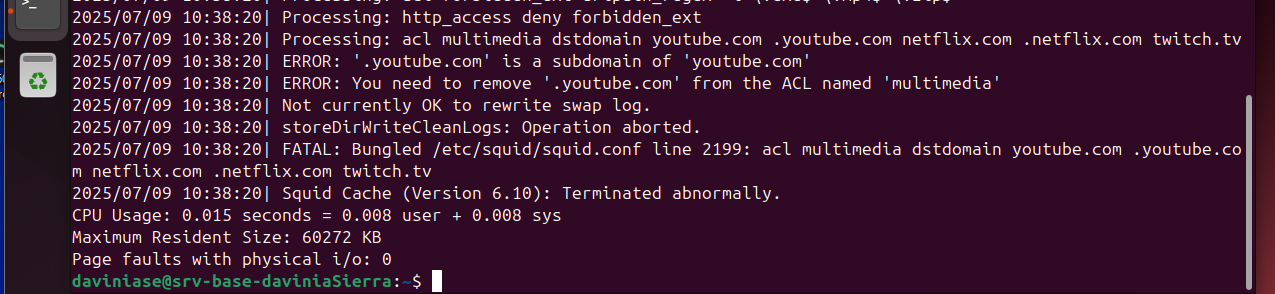 2025/07/09 10:38:20| Processing: http_access deny forbidden_ext
2025/07/09 10:38:20| Processing: acl multimedia dstdomain youtube.com .youtube.com netflix.com .netflix.com twitch.tv
2025/07/09 10:38:20| ERROR: '.youtube.com' is a subdomain of 'youtube.com'
2025/07/09 10:38:20| ERROR: You need to remove '.youtube.com' from the ACL named 'multimedia'
2025/07/09 10:38:20| Not currently OK to rewrite swap log.
2025/07/09 10:38:20| storeDirWriteCleanLogs: Operation aborted.
2025/07/09 10:38:20| FATAL: Bungled /etc/squid/squid.conf line 2199: acl multimedia dstdomain youtube.com .youtube.co
m netflix.com .netflix.com twitch.tv
2025/07/09 10:38:20| Squid Cache (Version 6.10): Terminated abnormally.
CPU Usage: 0.015 seconds = 0.008 user + 0.008 sys
Maximum Resident Size: 60272 KB
Page faults with physical i/o: 0
daviniase@srv-base-daviniaSierra:~$